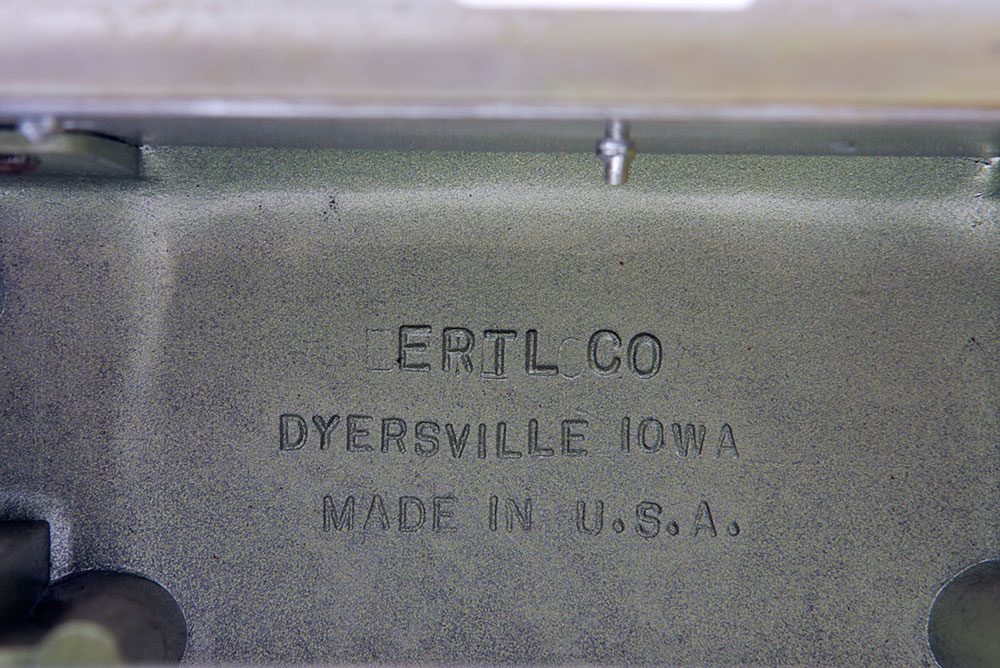 ERTL CO
DYERSVILLE IOWA
MADE IN U.S.A.